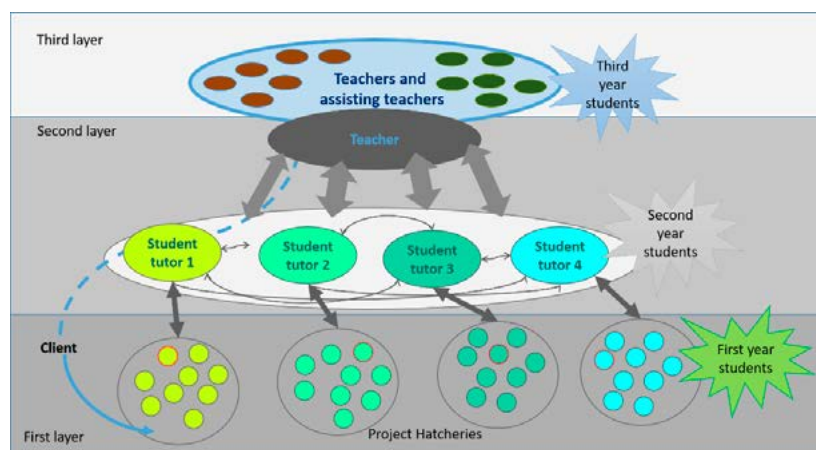 Third layer
Teachers and
assisting teachers
Third
year
students
Second layer
Teacher
Second
year
students
Student
tutor 1
Student
tutor 2
Student
tutor 3
Student
tutor 4
Client
First year
students
First layer
Project Hatcheries